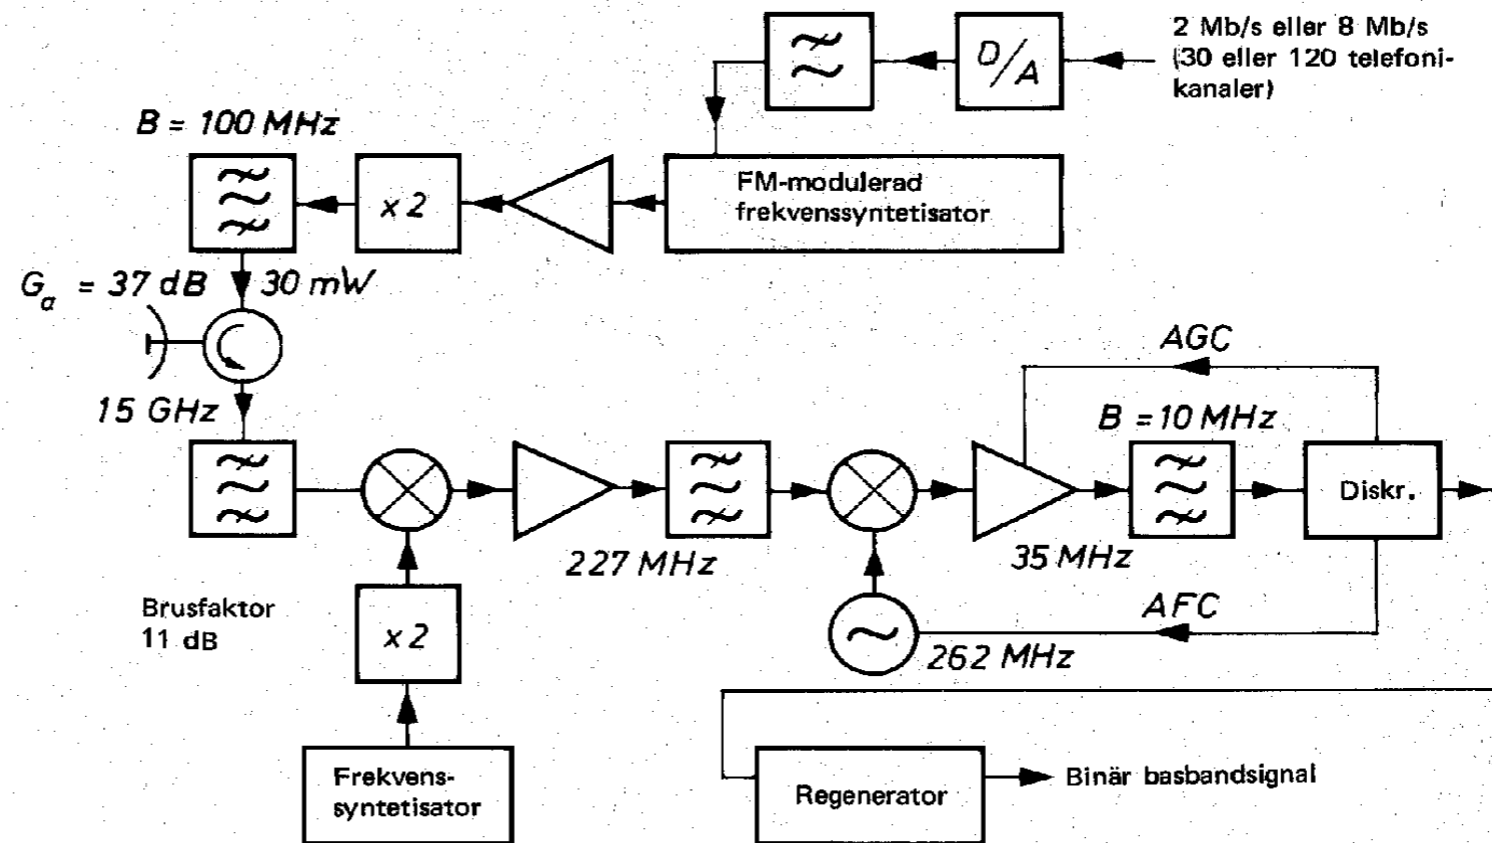 2 Mb/s eller 8 Mb/s
(30 eller 120 telefoni-
kanaler)
D/A
B = 100 MHz
x 2
FM-modulerad
frekvenssyntetisator
Ga = 37 dB
30 mW
15 GHz
AGC
B = 10 MHz
Diskr.
227 MHz
35 MHz
Brusfaktor
11 dB
x 2
AFC
262 MHz
Frekvens-
syntetisator
Regenerator
Binär basbandsignal